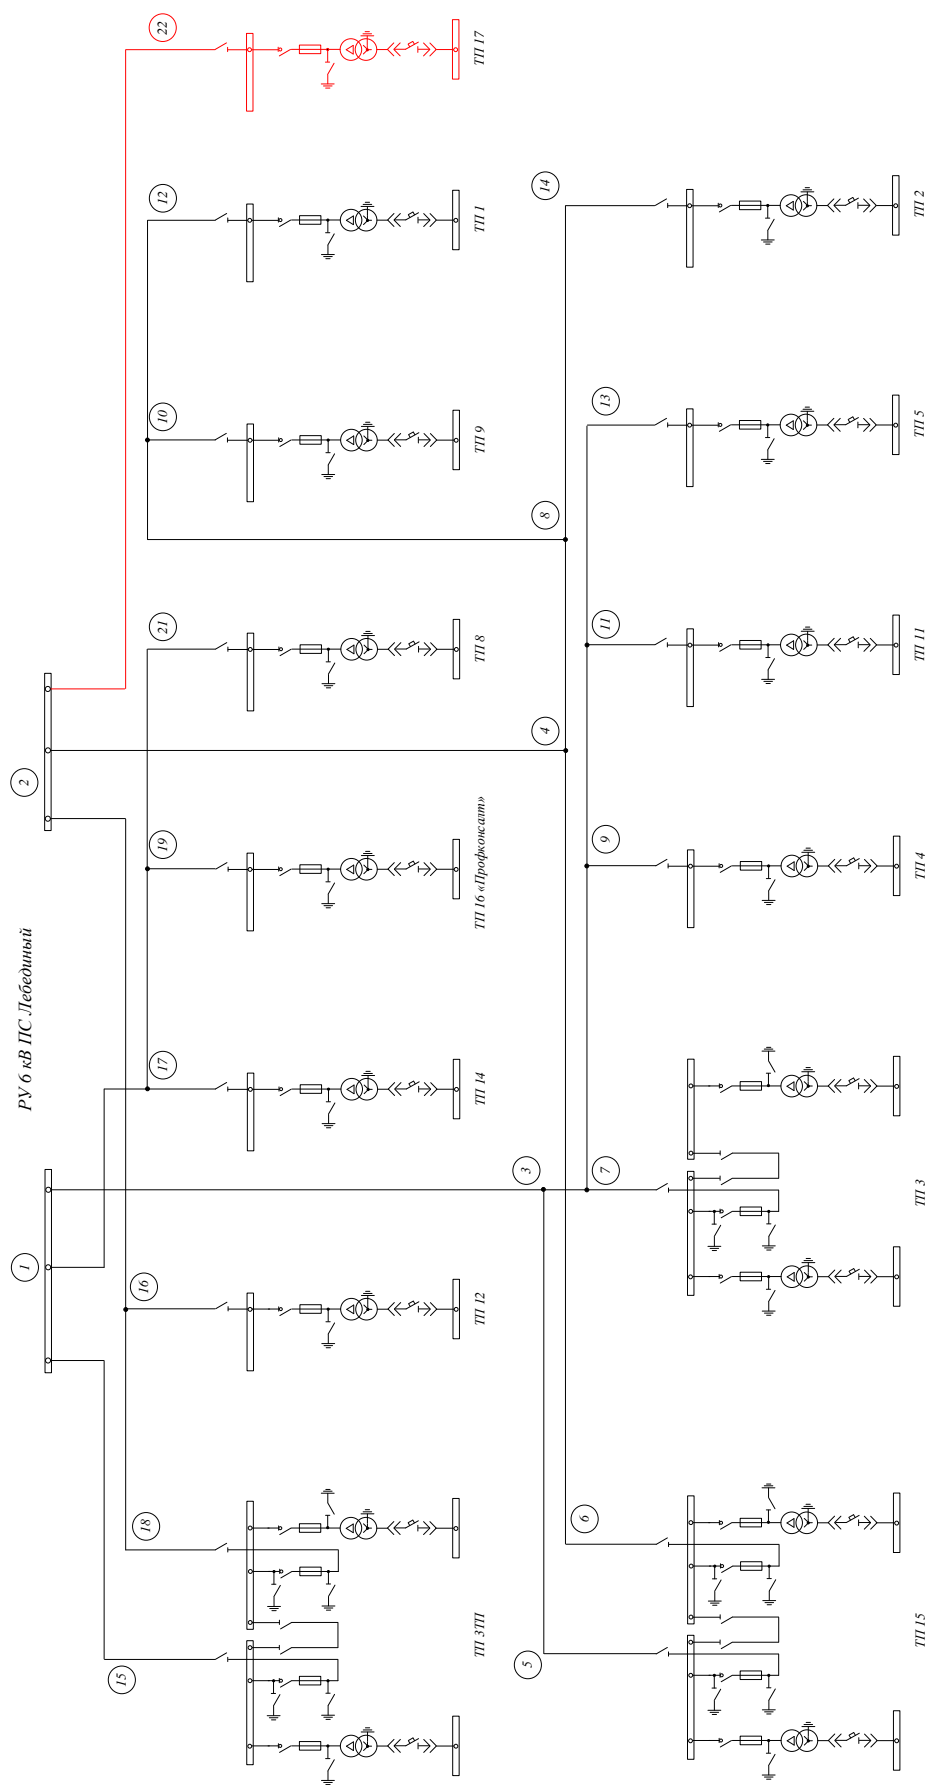 РУ 6 кВ ПС Лебединый
1
2
15
18
16
17
19
21
10
12
22
ТП 3ТП
ТП 12
ТП 14
ТП 16 «Профконсалт»
ТП 8
ТП 9
ТП 1
ТП 17
5
3
4
8
14
6
7
9
11
13
ТП 15
ТП 3
ТП 4
ТП 11
ТП 5
ТП 2